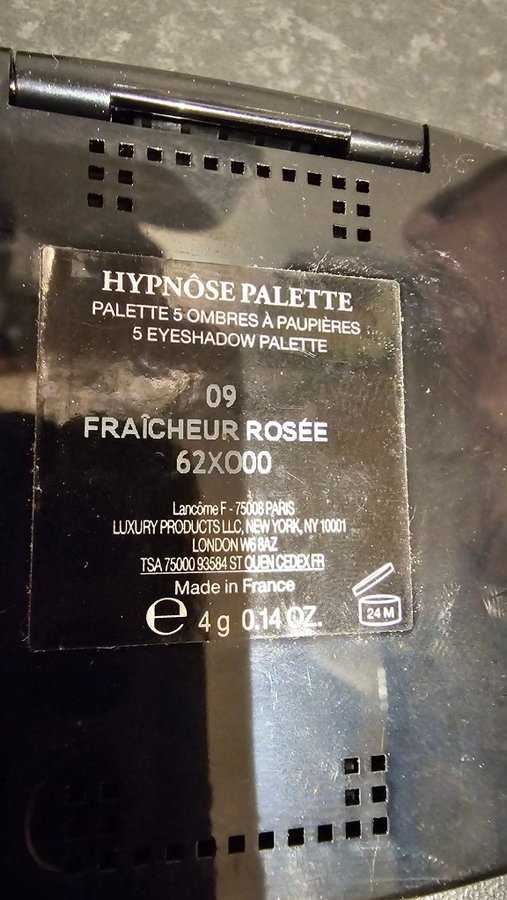 HYPNÔSE PALETTE
PALETTE 5 OMBRES À PAUPIÈRES
5 EYESHADOW PALETTE
09
FRAÎCHEUR ROSÉE
62X000
Lancôme F - 75008 PARIS
LUXURY PRODUCTS LLC, NEW YORK, NY 10001
LONDON W6 8AZ
TSA 75000 93584 ST OUEN CEDEX FR
Made in France
℮ 4 g 0.14 OZ.
24 M